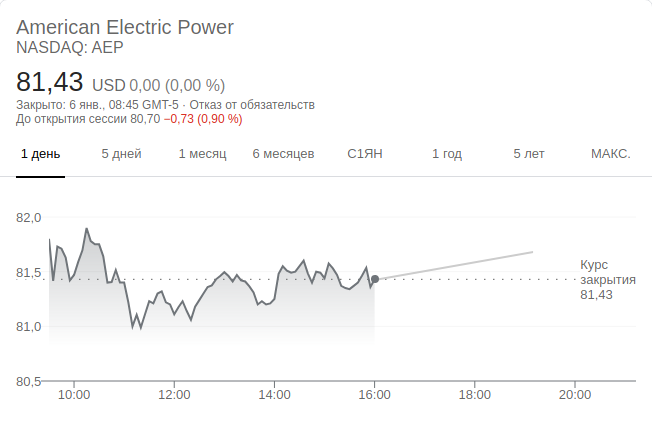 American Electric Power
NASDAQ: AEP
81,43 USD 0,00 (0,00 %)
Закрыто: 6 янв., 08:45 GMT-5 · Отказ от обязательств
До открытия сессии 80,70 −0,73 (0,90 %)
1 день 5 дней 1 месяц 6 месяцев С1ЯН 1 год 5 лет МАКС.
82,0
81,5
81,0
80,5
Курс
закрытия
81,43
10:00 12:00 14:00 16:00 18:00 20:00